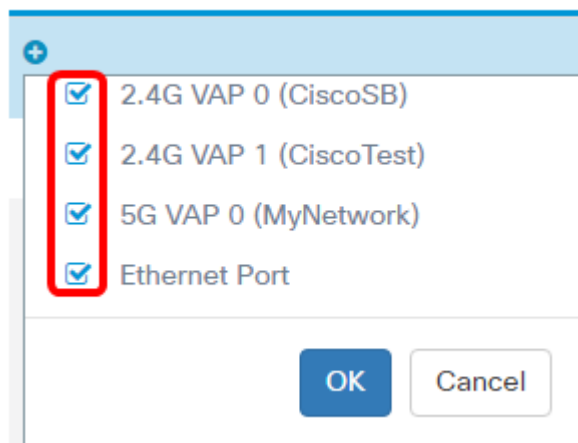 2.4G VAP 0 (CiscoSB)
2.4G VAP 1 (CiscoTest)
5G VAP 0 (MyNetwork)
Ethernet Port
OK Cancel